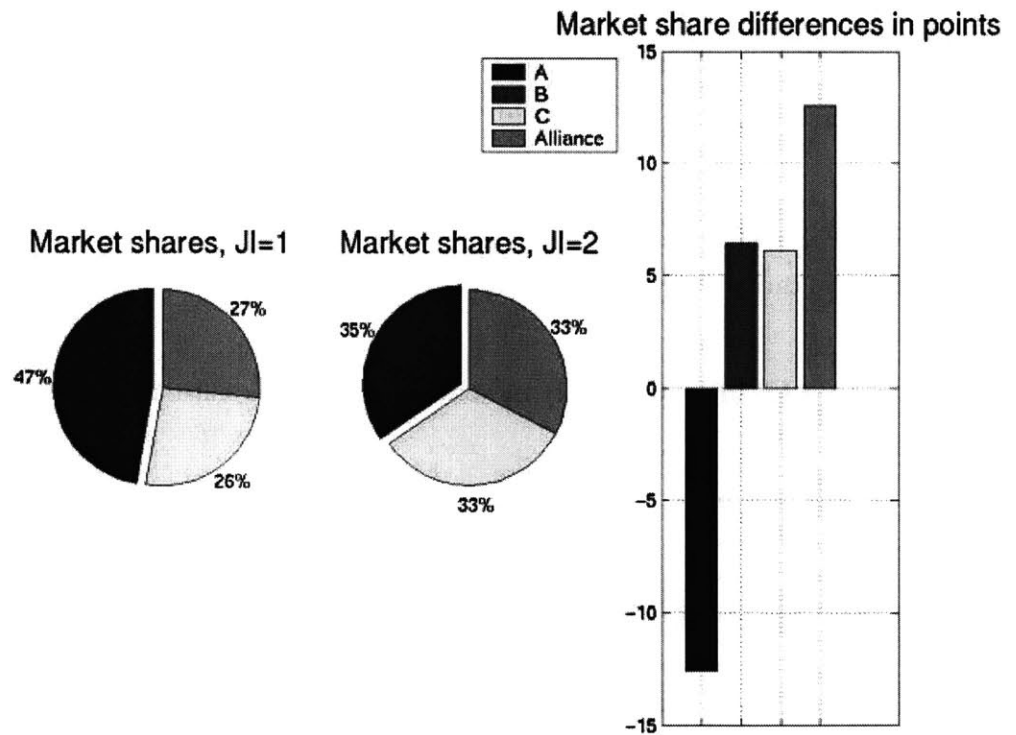 Market share differences in points
A
B
C
Alliance
15
10
5
0
−5
−10
−15
Market shares, JI=1
27%
47%
26%
Market shares, JI=2
35%
33%
33%